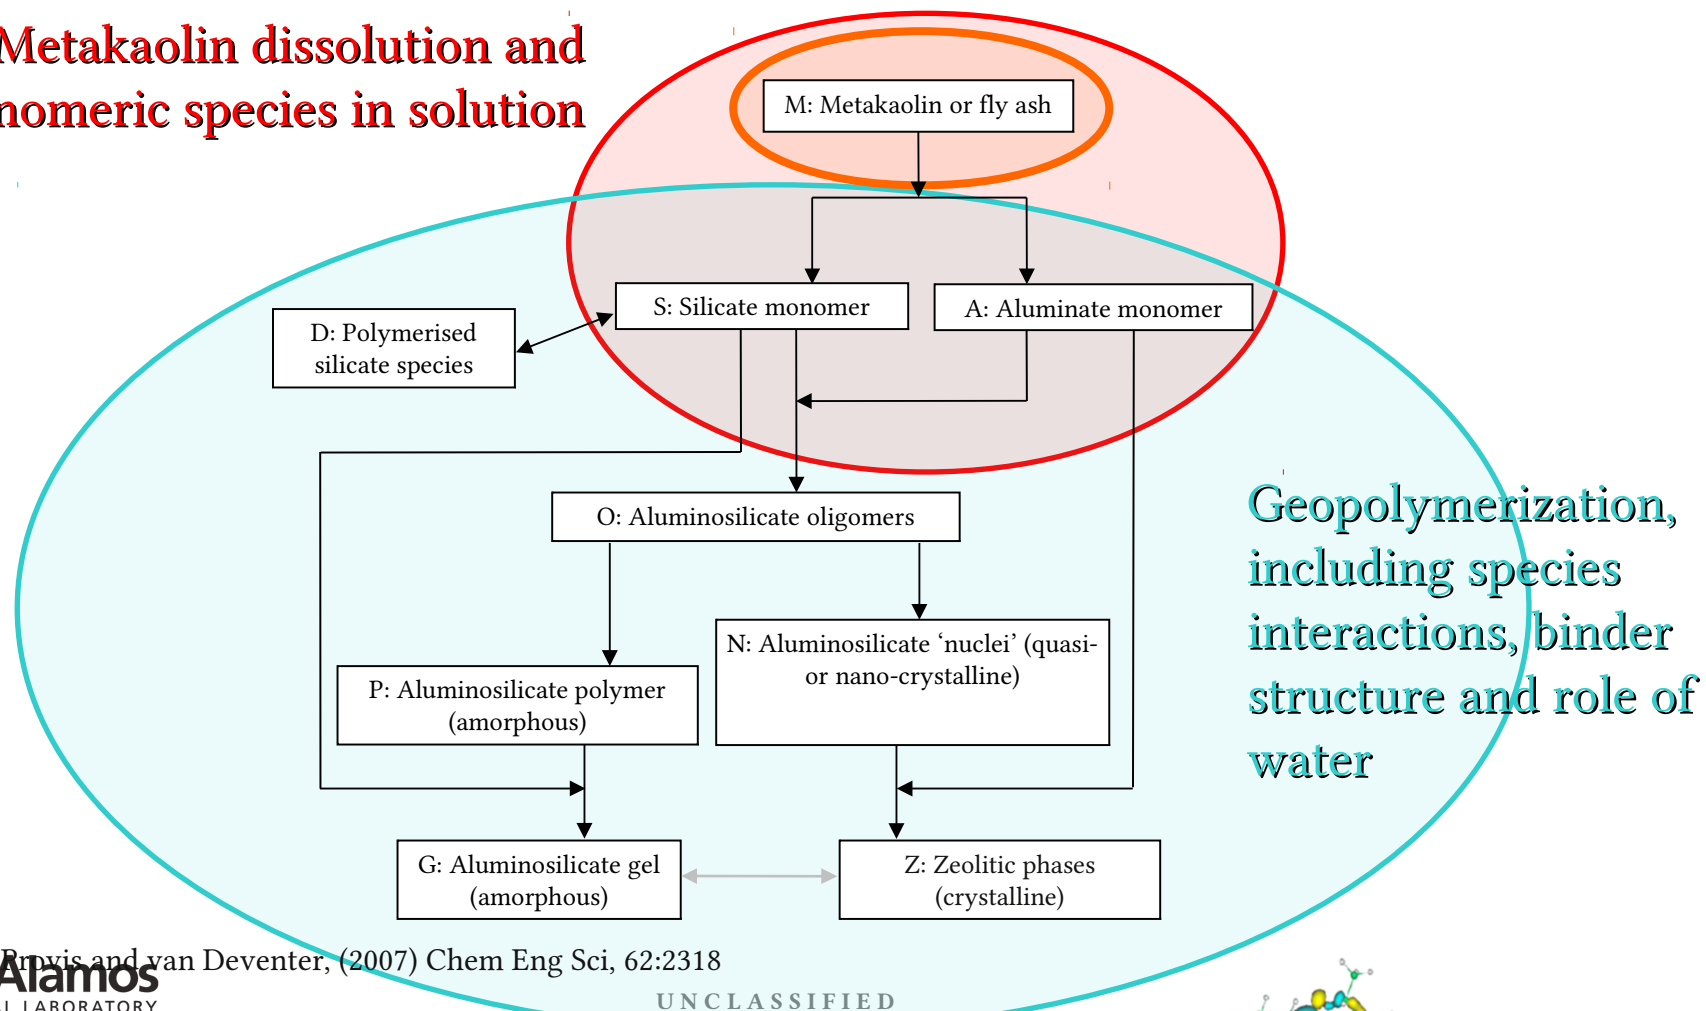 Metakaolin dissolution and
nomeric species in solution
M: Metakaolin or fly ash
S: Silicate monomer
A: Aluminate monomer
D: Polymerised
silicate species
O: Aluminosilicate oligomers
N: Aluminosilicate ‘nuclei’ (quasi-
or nano-crystalline)
P: Aluminosilicate polymer
(amorphous)
G: Aluminosilicate gel
(amorphous)
Z: Zeolitic phases
(crystalline)
Geopolymerization,
including species
interactions, binder
structure and role of
water
Provis and van Deventer, (2007) Chem Eng Sci, 62:2318
Alamos
LABORATORY
UNCLASSIFIED